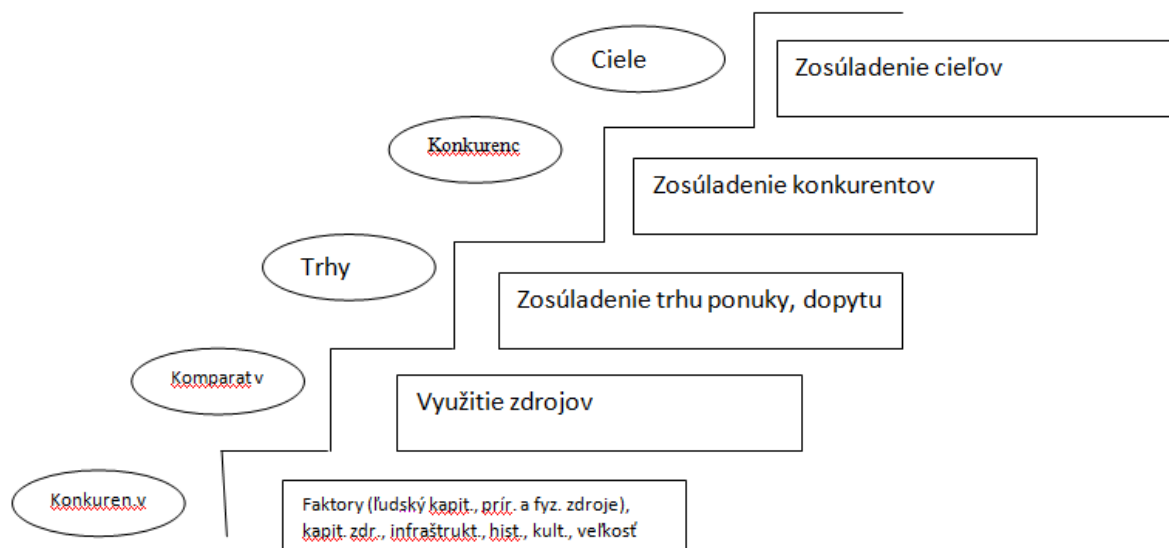 Ciele
Zosúladenie cieľov
Konkurenc
Zosúladenie konkurentov
Trhy
Zosúladenie trhu ponuky, dopytu
Komparat v
Využitie zdrojov
Konkuren.v
Faktory (ľudský kapit., prír. a fyz. zdroje),
kapit. zdr., infraštrukt., hist., kult., veľkosť